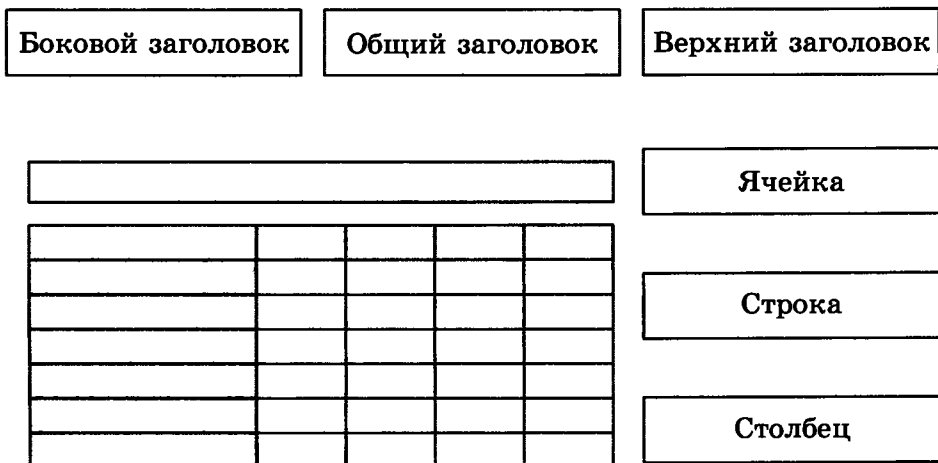 Боковой заголовок
Общий заголовок
Верхний заголовок
Ячейка
Строка
Столбец